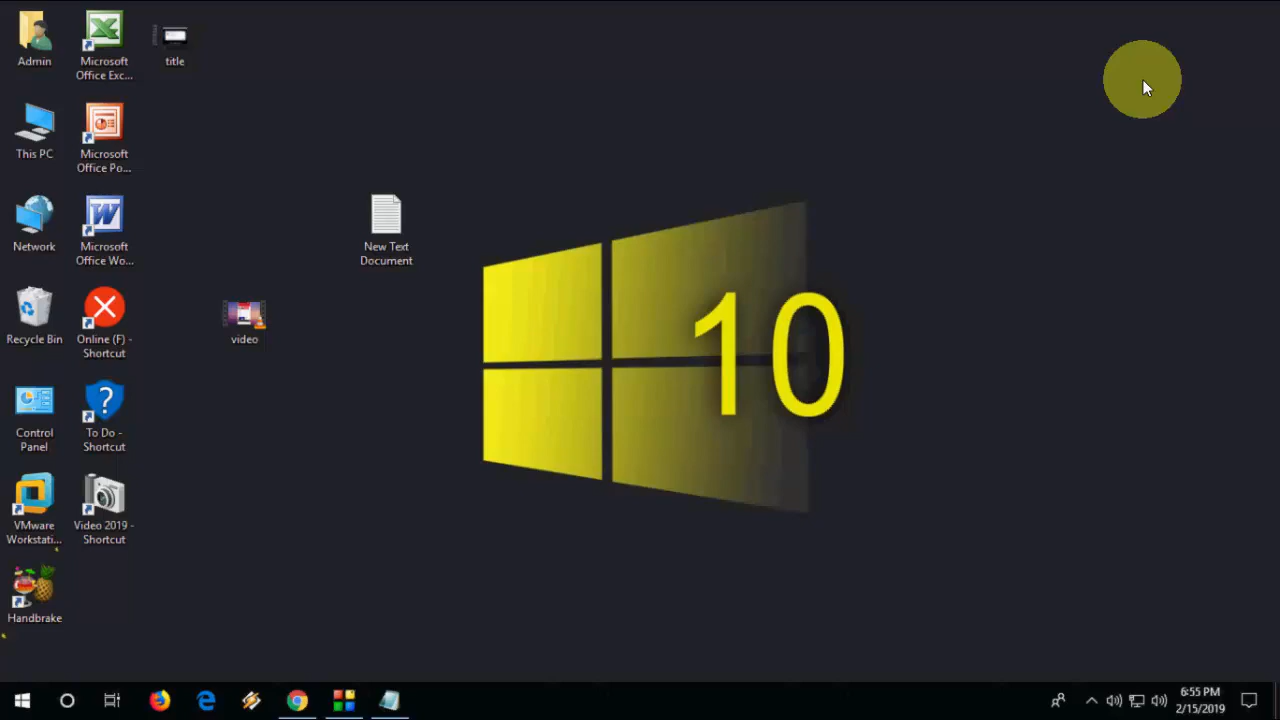 Admin
Microsoft
Office Exc...
title
This PC
Microsoft
Office Po...
Network
Microsoft
Office Wo...
New Text
Document
Recycle Bin
Online (F) -
Shortcut
video
Control
Panel
To Do -
Shortcut
VMware
Workstati...
Video 2019 -
Shortcut
Handbrake
10
6:55 PM
2/15/2019